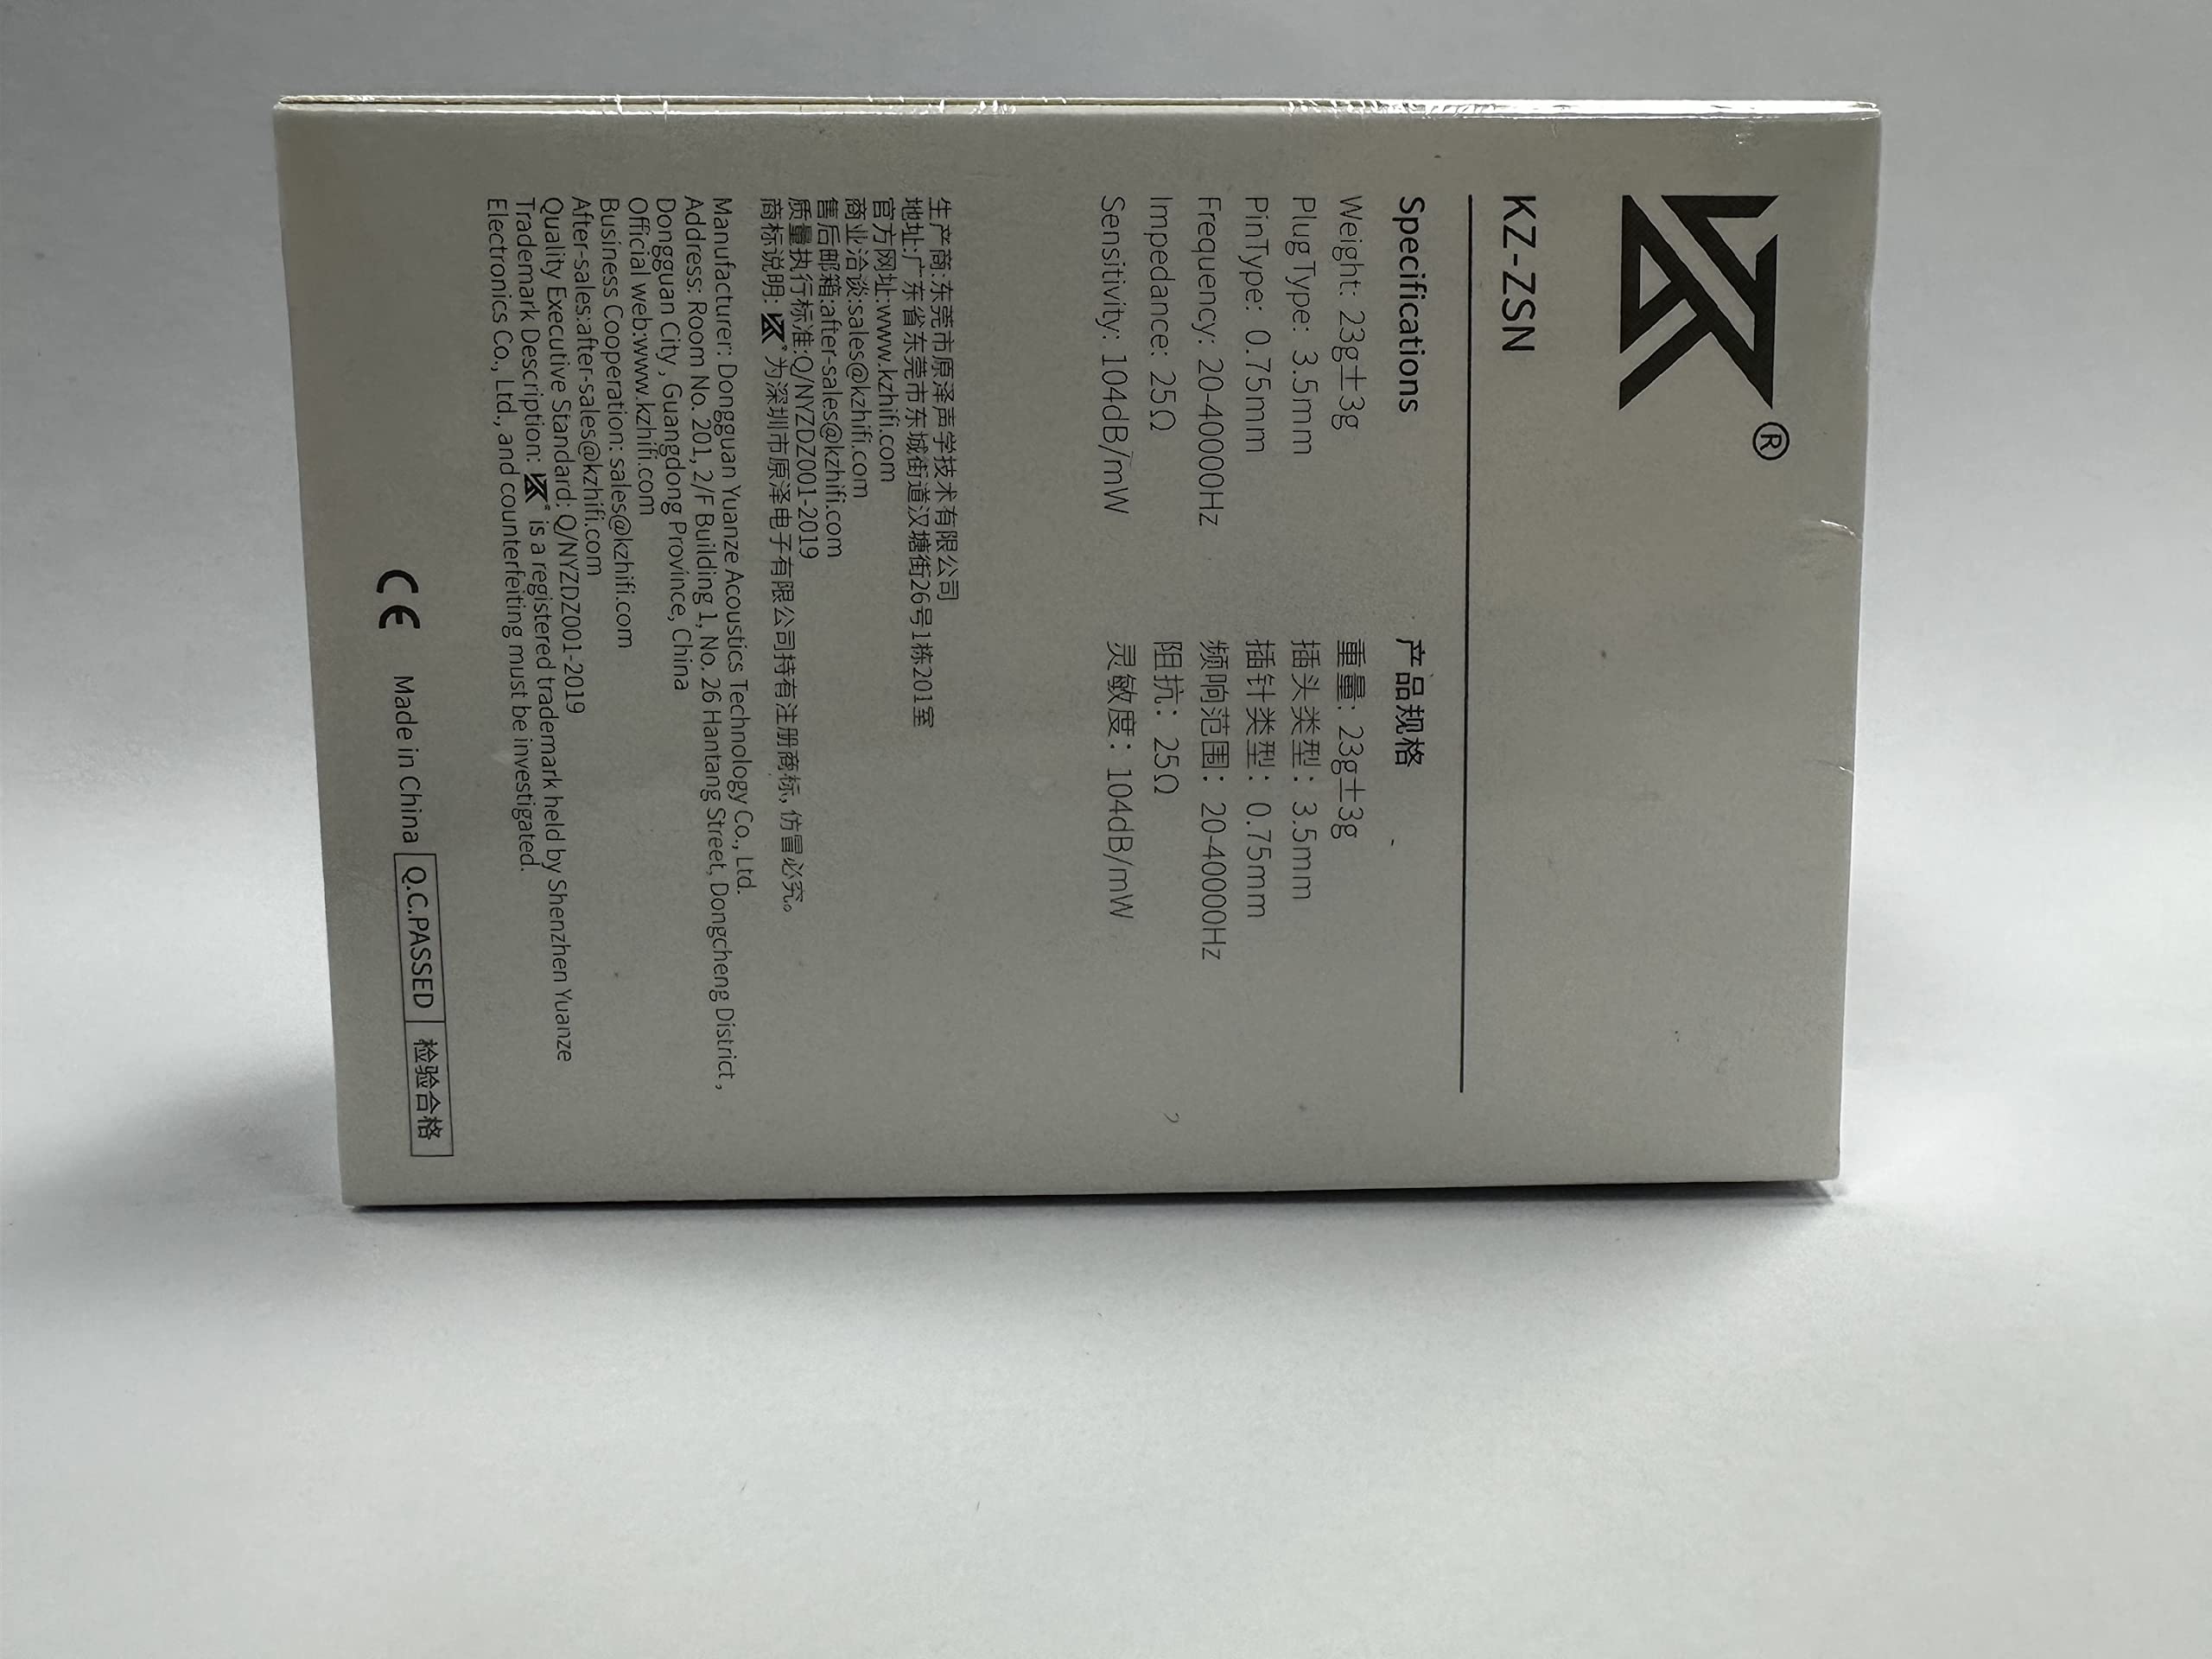 KZ®
KZ-ZSN
Specifications
Weight: 23g±3g
Plug Type: 3.5mm
PinType: 0.75mm
Frequency: 20-40000Hz
Impedance: 25Ω
Sensitivity: 104dB/mW
产品规格
重量: 23g±3g
插头类型: 3.5mm
插针类型: 0.75mm
频响范围: 20-40000Hz
阻抗: 25Ω
灵敏度: 104dB/mW
生产商:东莞市原泽声学技术有限公司
地址:广东省东莞市东城街道汉塘街26号1栋201室
官方网址:www.kzhifi.com
商业洽谈:sales@kzhifi.com
售后邮箱:after-sales@kzhifi.com
质量执行标准:Q/NYZDZ001-2019
商标说明: KZ® 为深圳市原泽电子有限公司持有注册商标, 仿冒必究。
Manufacturer: Dongguan Yuanze Acoustics Technology Co., Ltd.
Address: Room No. 201, 2/F Building 1, No. 26 Hantang Street, Dongcheng District ,
Dongguan City , Guangdong Province, China
Official web:www.kzhifi.com
Business Cooperation: sales@kzhifi.com
After-sales:after-sales@kzhifi.com
Quality Executive Standard: Q/NYZDZ001-2019
Trademark Description: KZ® is a registered trademark held by Shenzhen Yuanze
Electronics Co., Ltd., and counterfeiting must be investigated.
CE Made in China Q.C.PASSED 检验合格